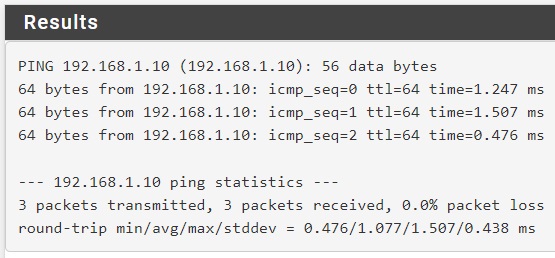 Results
PING 192.168.1.10 (192.168.1.10): 56 data bytes
64 bytes from 192.168.1.10: icmp_seq=0 ttl=64 time=1.247 ms
64 bytes from 192.168.1.10: icmp_seq=1 ttl=64 time=1.507 ms
64 bytes from 192.168.1.10: icmp_seq=2 ttl=64 time=0.476 ms
--- 192.168.1.10 ping statistics ---
3 packets transmitted, 3 packets received, 0.0% packet loss
round-trip min/avg/max/stddev = 0.476/1.077/1.507/0.438 ms